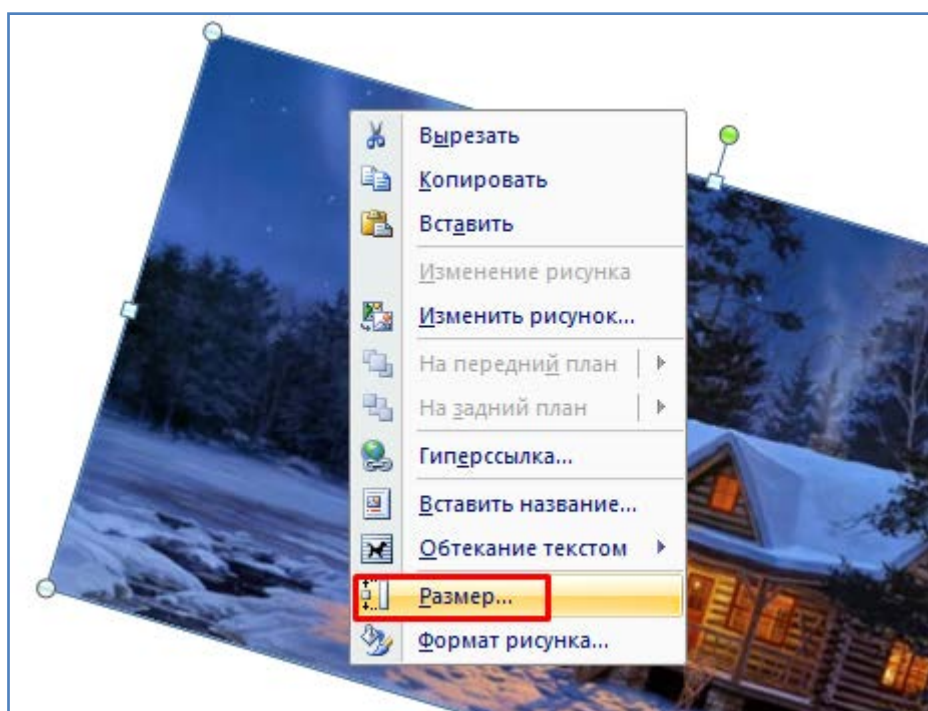 Вырезать
Копировать
Вставить
Изменение рисунка
Изменить рисунок...
На передний план
На задний план
Гиперссылка...
Вставить название...
Обтекание текстом
Размер...
Формат рисунка...